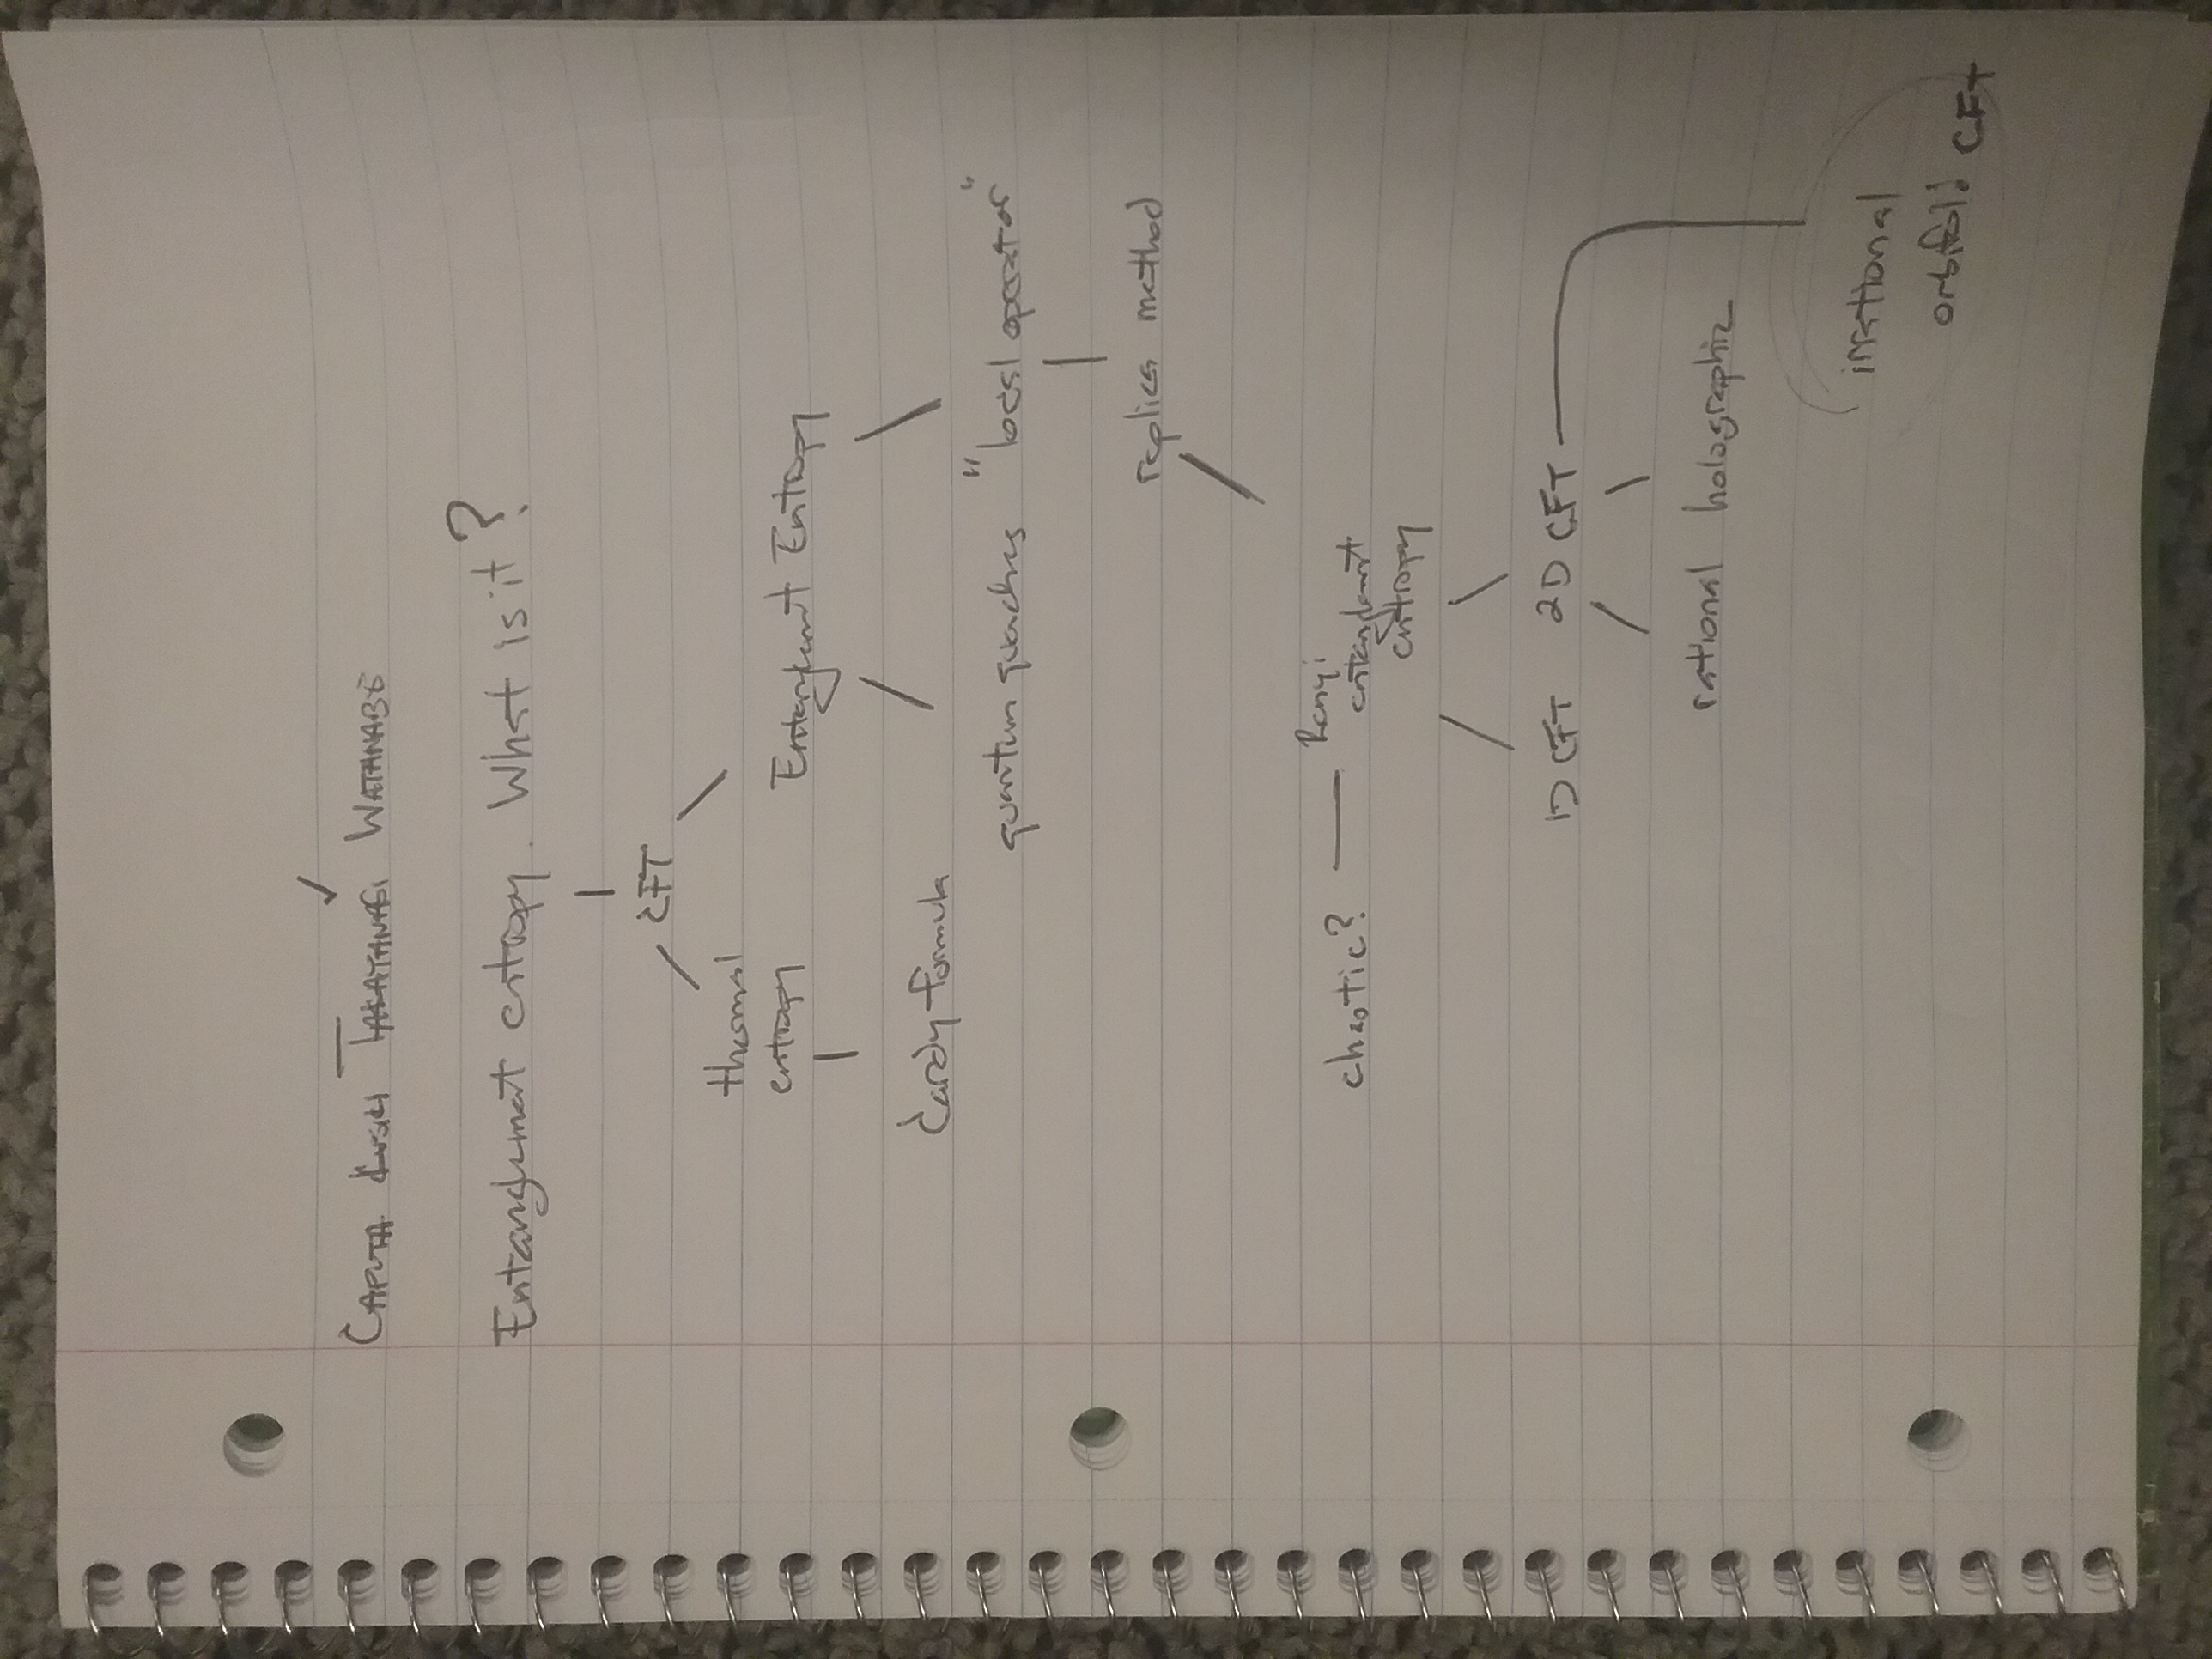 CAPUTA KUSUKI TAKAYANAGI WATANABE
Entanglement entropy. What is it?
CFT
thermal
entropy
Entanglement Entropy
Cardy formula
quantum quenches "local operator"
replica method
chaotic?
Renyi
entanglement
entropy
1D CFT 2D CFT
rational holographic
irrational
orbifold CFT